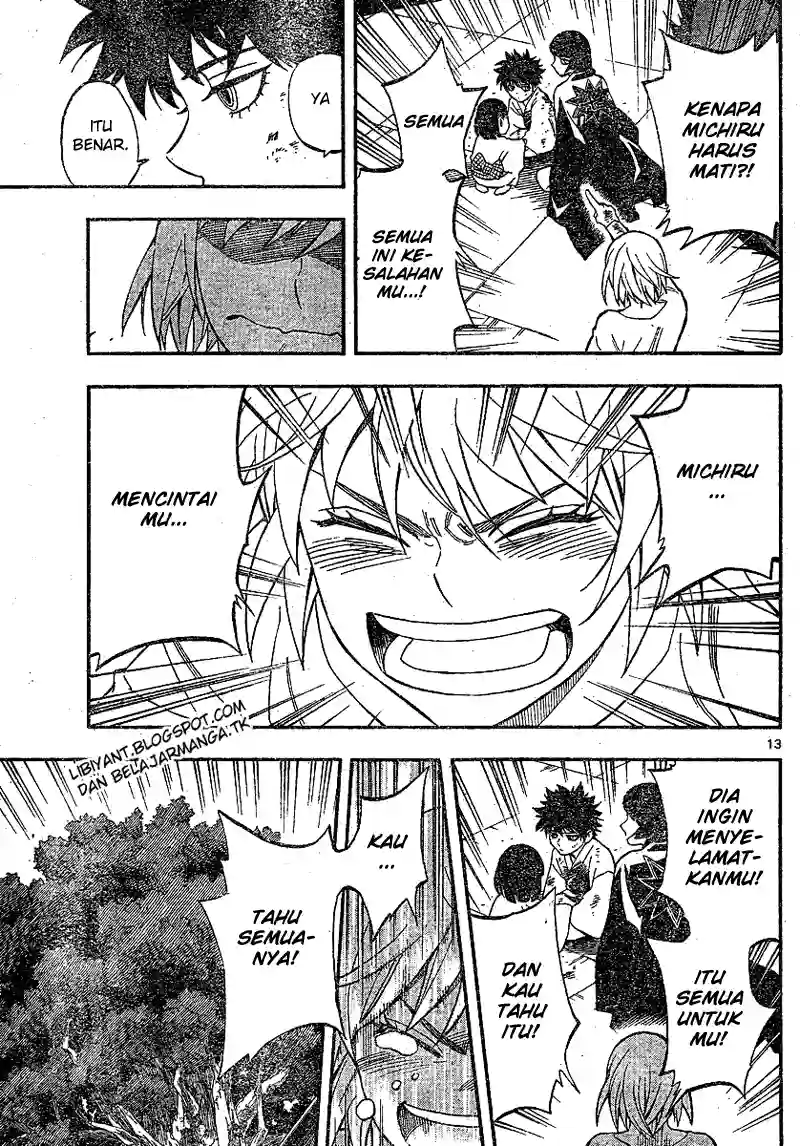 KENAPA
MICHIRU
HARUS
MATI?!
SEMUA
SEMUA
INI KE-
SALAHAN
MU...!
YA
ITU
BENAR.
MICHIRU
...
MENCINTAI
MU...
LIBIYANT.BLOGSPOT.COM
DAN BELAJARMANGA.TK
13
DIA
INGIN
MENYE-
LAMAT-
KANMU!
ITU
SEMUA
UNTUK
MU!
DAN
KAU
TAHU
ITU!
KAU
...
TAHU
SEMUA-
NYA!